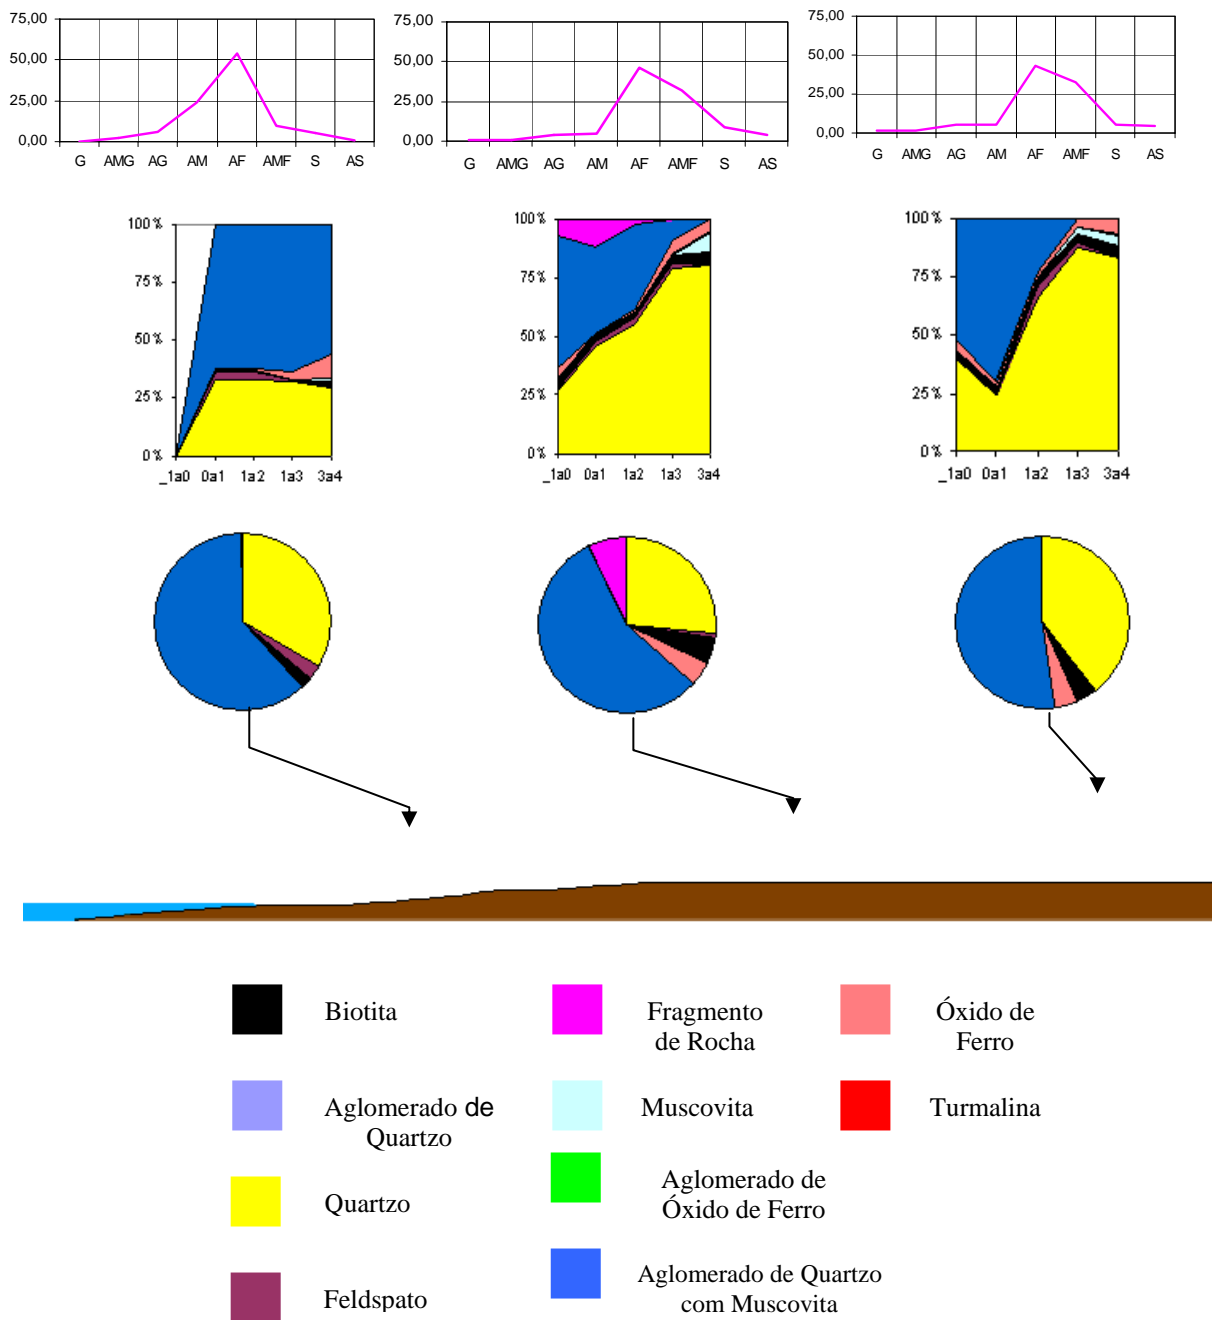 75,00
50,00
25,00
0,00
G AMG AG AM AF AMF S AS
75,00
50,00
25,00
0,00
G AMG AG AM AF AMF S AS
75,00
50,00
25,00
0,00
G AMG AG AM AF AMF S AS
100%
75%
50%
25%
0%
_1a0 0a1 1a2 1a3 3a4
100%
75%
50%
25%
0%
_1a0 0a1 1a2 1a3 3a4
100%
75%
50%
25%
0%
_1a0 0a1 1a2 1a3 3a4
Biotita
Fragmento
de Rocha
Óxido de
Ferro
Aglomerado de
Quartzo
Muscovita
Turmalina
Quartzo
Aglomerado de
Óxido de Ferro
Feldspato
Aglomerado de Quartzo
com Muscovita